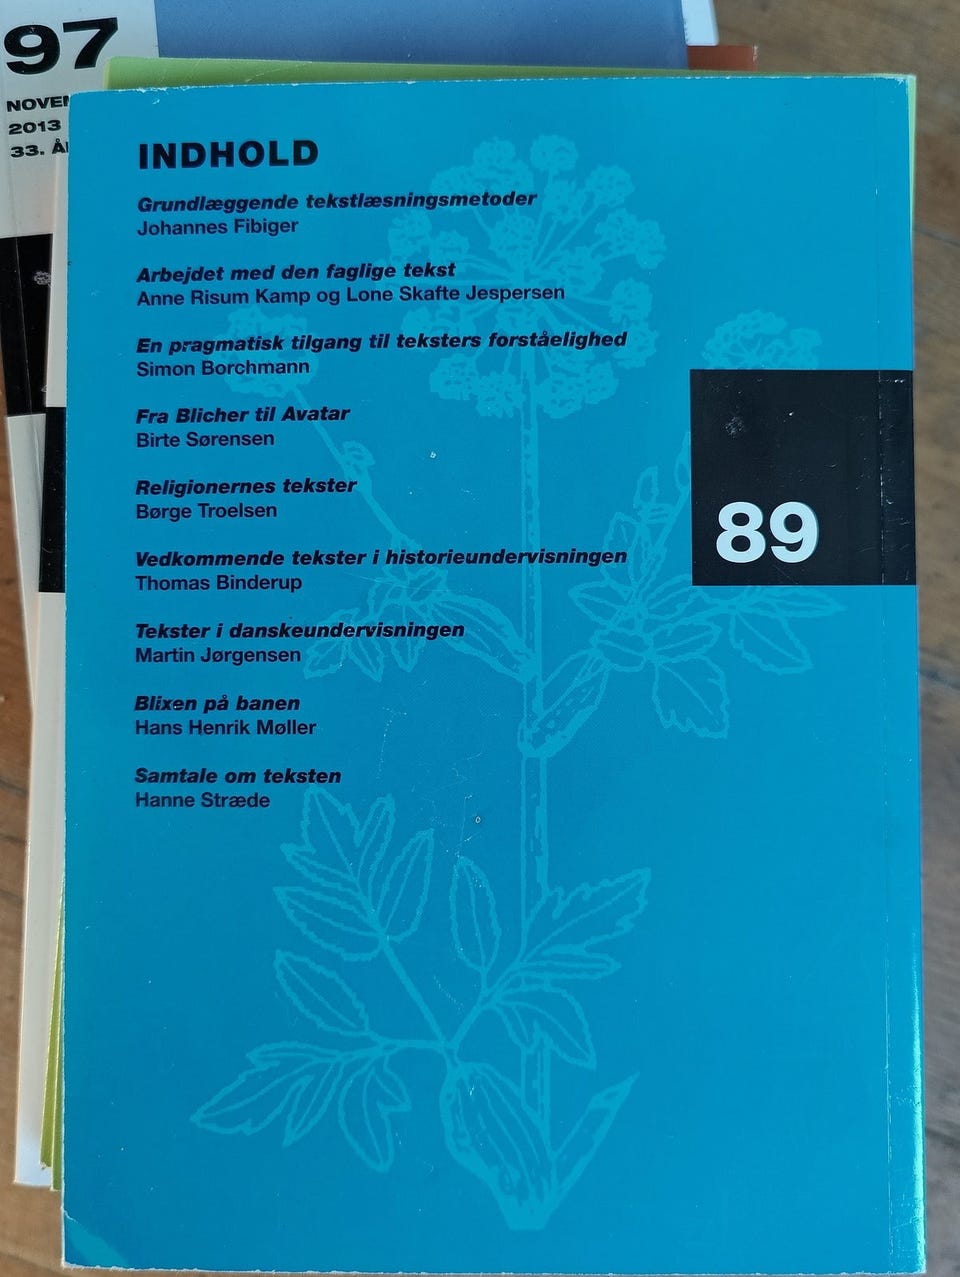 97
NOVEM
2013
33. Å
INDHOLD
Grundlæggende tekstlæsningsmetoder
Johannes Fibiger
Arbejdet med den faglige tekst
Anne Risum Kamp og Lone Skafte Jespersen
En pragmatisk tilgang til teksters forståelighed
Simon Borchmann
Fra Blicher til Avatar
Birte Sørensen
Religionernes tekster
Børge Troelsen
Vedkommende tekster i historieundervisningen
Thomas Binderup
Tekster i danskeundervisningen
Martin Jørgensen
Blixen på banen
Hans Henrik Møller
Samtale om teksten
Hanne Stræde
89